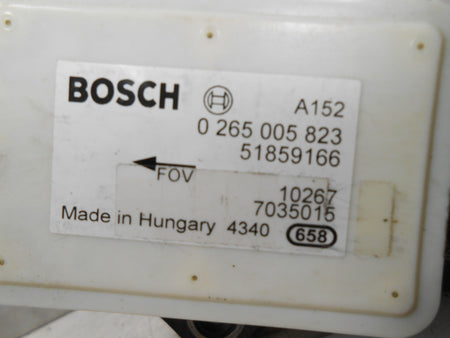 BOSCH A152
0 265 005 823
51859166
FOV
10267
7035015
Made in Hungary 4340 658